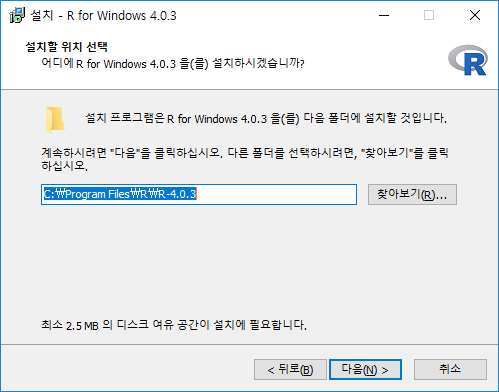 설치 - R for Windows 4.0.3
설치할 위치 선택
어디에 R for Windows 4.0.3 을(를) 설치하시겠습니까?
R
설치 프로그램은 R for Windows 4.0.3 을(를) 다음 폴더에 설치할 것입니다.
계속하시려면 "다음"을 클릭하십시오. 다른 폴더를 선택하시려면, "찾아보기"를 클릭
하십시오.
C:₩Program Files₩R₩R-4.0.3
찾아보기(R)...
최소 2.5 MB 의 디스크 여유 공간이 설치에 필요합니다.
< 뒤로(B) 다음(N) > 취소